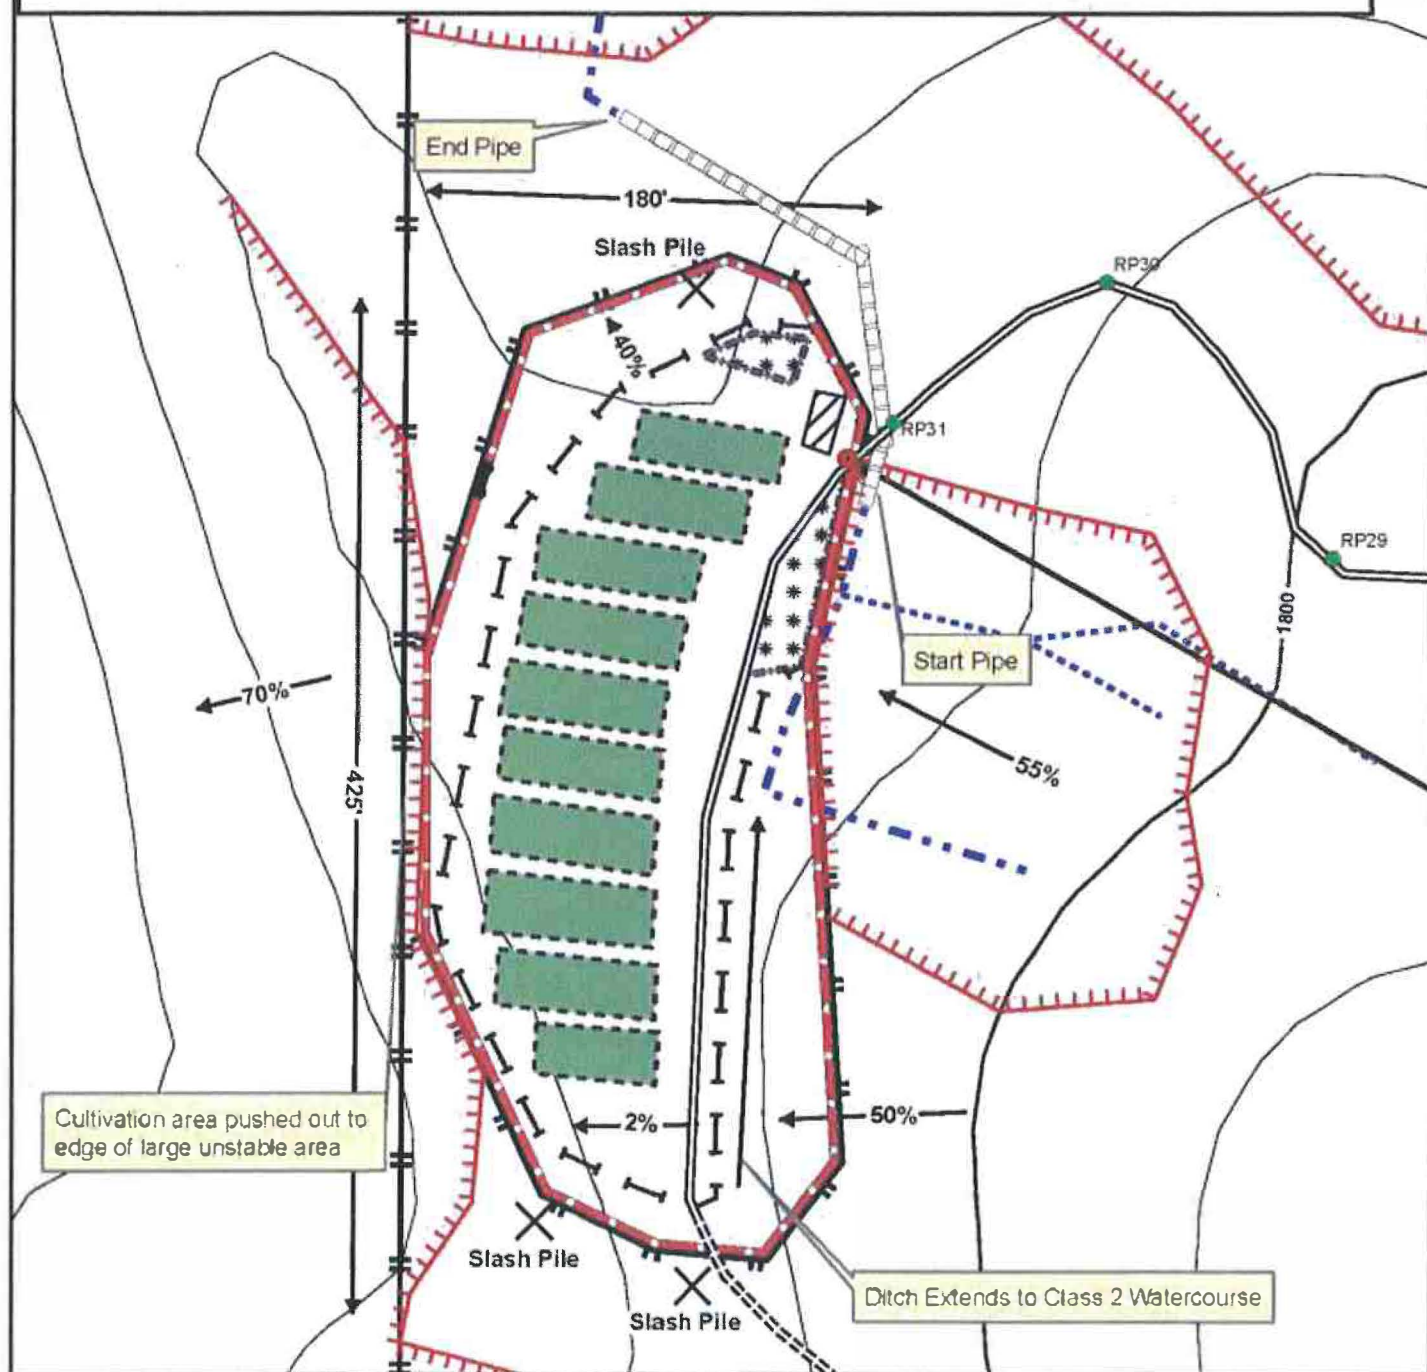 End Pipe
180'
Slash Pile
RP30
40%
RP31
RP29
1800
Start Pipe
70%
55%
425'
Cultivation area pushed out to
edge of large unstable area
2%
50%
Slash Pile
Ditch Extends to Class 2 Watercourse
Slash Pile